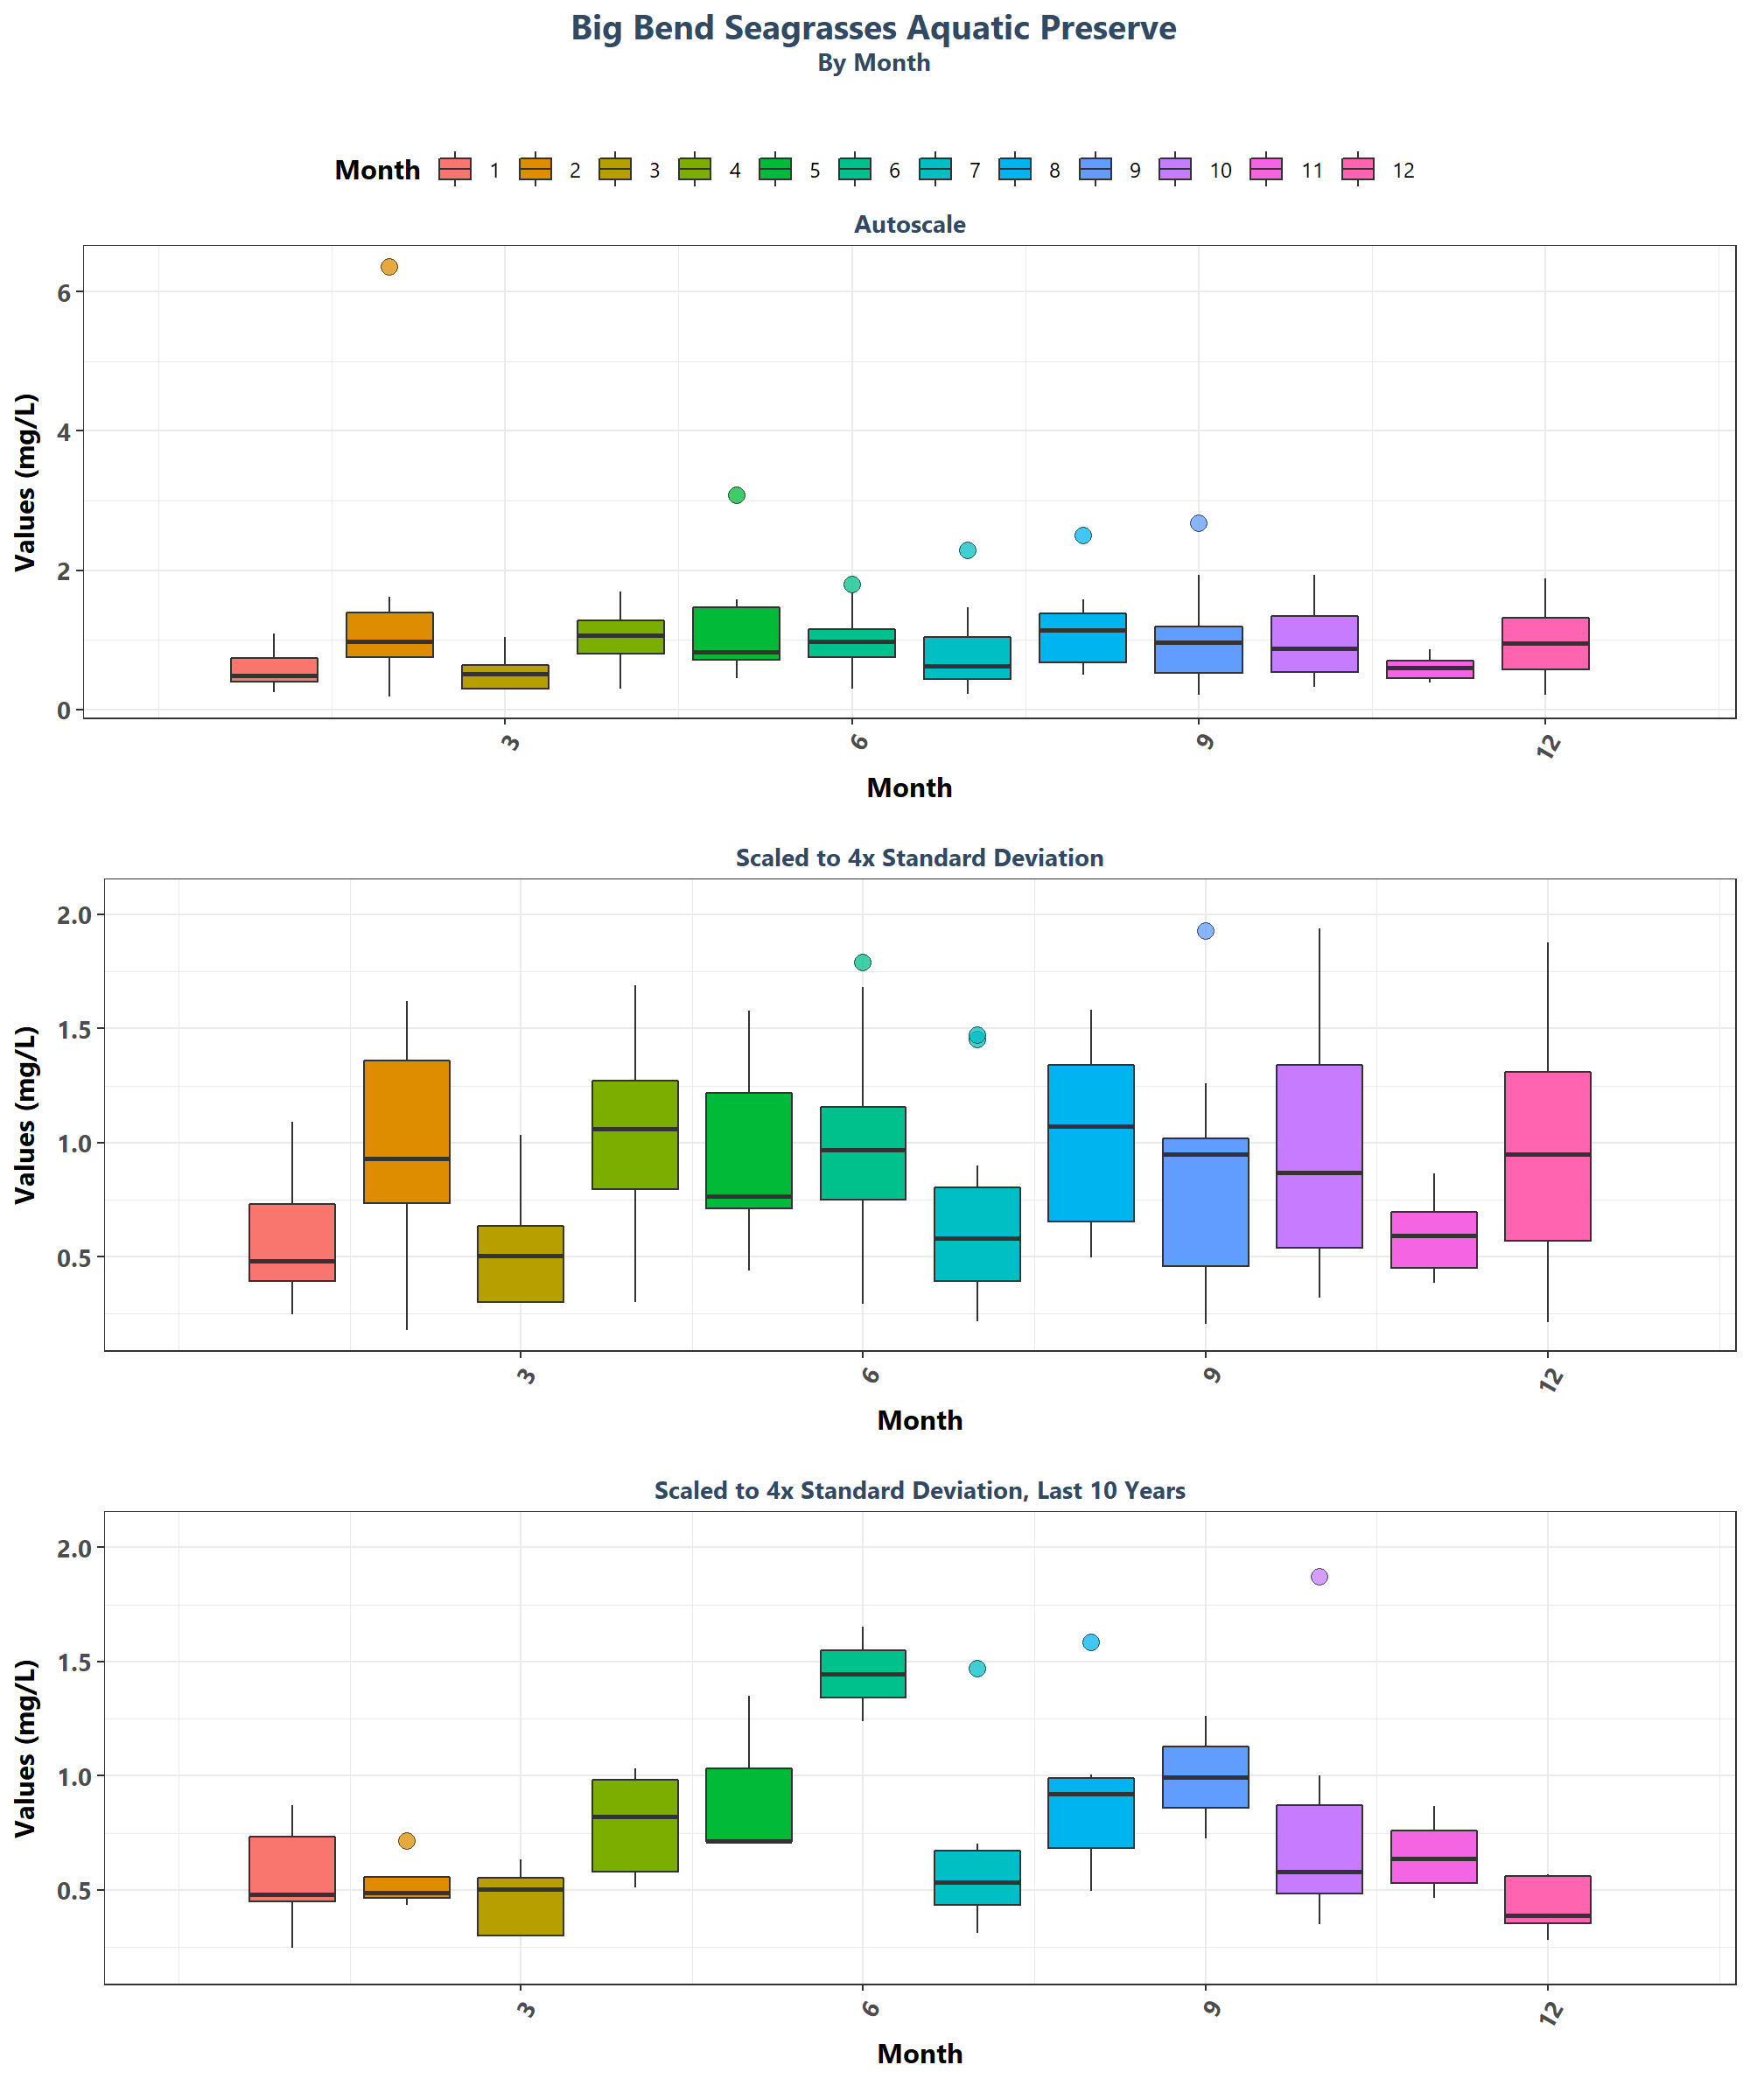 Big Bend Seagrasses Aquatic Preserve
By Month
Month 1 2 3 4 5 6 7 8 9 10 11 12
Autoscale
Values (mg/L)
6
4
2
0
3 6 9 12
Month
Scaled to 4x Standard Deviation
Values (mg/L)
2.0
1.5
1.0
0.5
3 6 9 12
Month
Scaled to 4x Standard Deviation, Last 10 Years
Values (mg/L)
2.0
1.5
1.0
0.5
3 6 9 12
Month